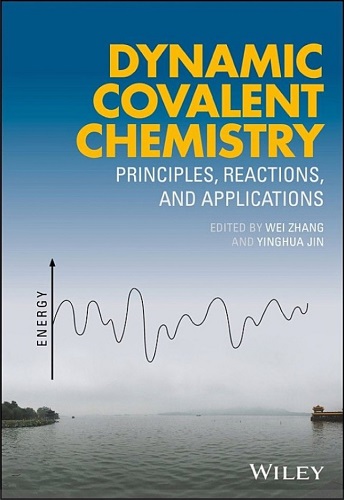 DYNAMIC
COVALENT
CHEMISTRY
PRINCIPLES, REACTIONS,
AND APPLICATIONS
EDITED BY WEI ZHANG
AND YINGHUA JIN
ENERGY
WILEY